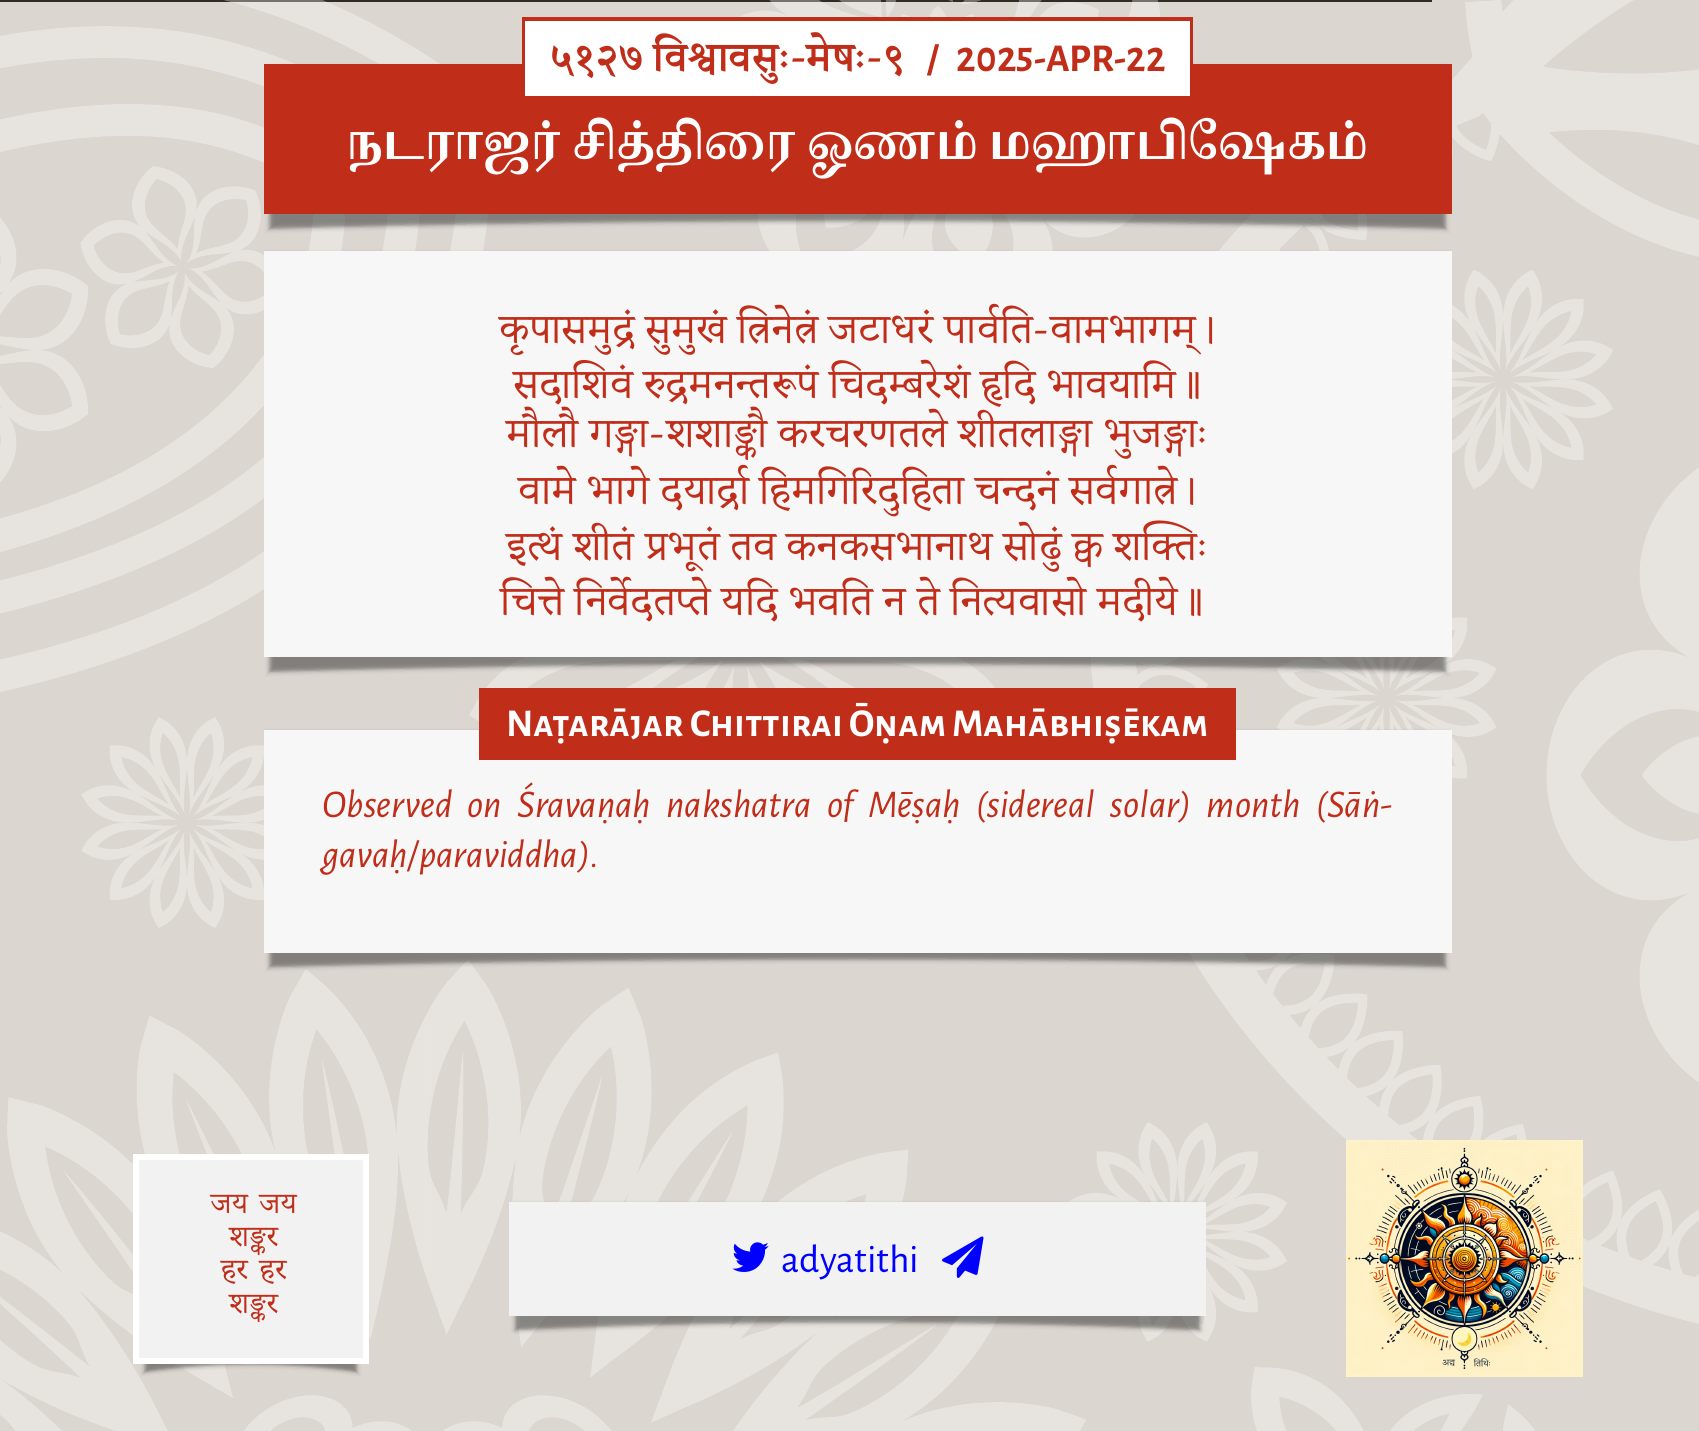 ५१२७ विश्वावसुः-मेषः-९ / 2025-APR-22
நடராஜர் சித்திரை ஓணம் மஹாபிஷேகம்
कृपासमुद्रं सुमुखं त्रिनेत्रं जटाधरं पार्वति-वामभागम्।
सदाशिवं रुद्रमनन्तरूपं चिदम्बरेशं हृदि भावयामि॥
मौलौ गङ्गा-शशाङ्कौ करचरणतले शीतलाङ्गा भुजङ्गाः
वामे भागे दयार्द्रा हिमगिरिदुहिता चन्दनं सर्वगात्रे।
इत्थं शीतं प्रभूतं तव कनकसभानाथ सोढुं क्व शक्तिः
चित्ते निर्वेदतप्ते यदि भवति न ते नित्यवासो मदीये॥
Naṭarājar Chittirai Ōṇam Mahābhiṣēkam
Observed on Śravaṇaḥ nakshatra of Mēṣaḥ (sidereal solar) month (Sāṅ-
gavaḥ/paraviddha).
जय जय
शङ्कर
हर हर
शङ्कर
adyatithi
अद्य तिथिः